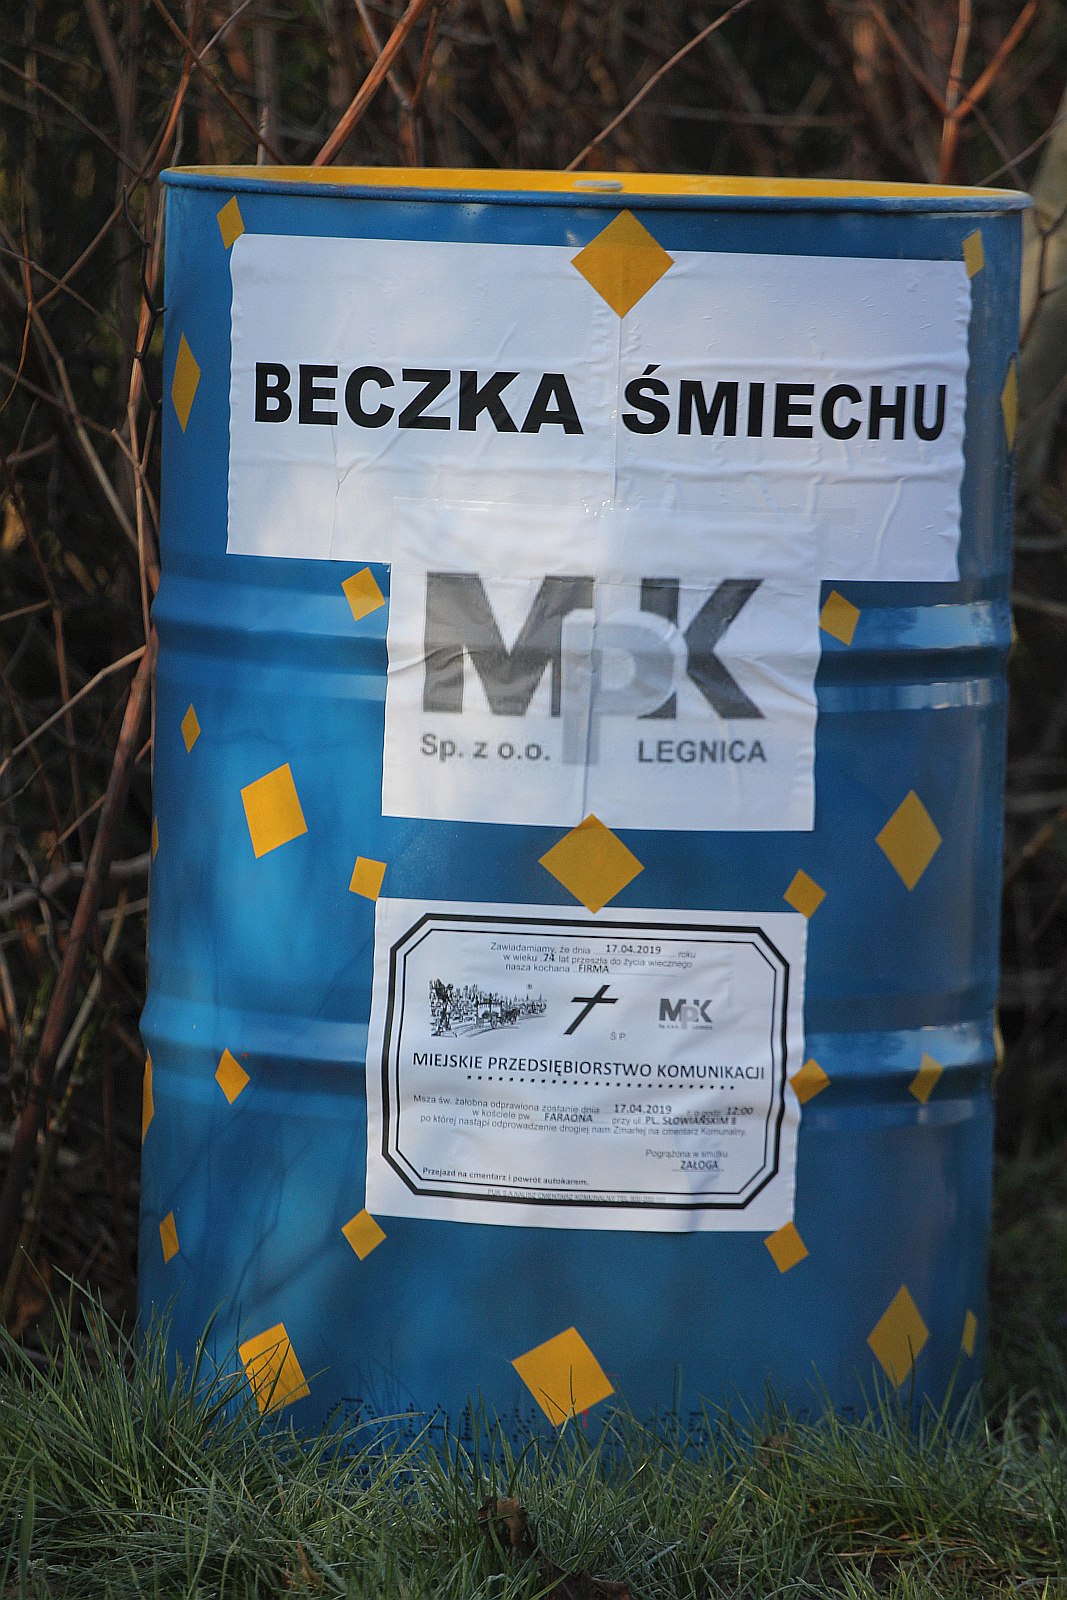 BECZKA ŚMIECHU
MPK
Sp. z o.o. LEGNICA
Zawiadamiamy, że dnia 17.04.2019 roku
w wieku 74 lat przeszła do życia wiecznego
nasza kochana FIRMA
MPK
LEGNICA
Ś.P.
MIEJSKIE PRZEDSIĘBIORSTWO KOMUNIKACJI
Msza św. żałobna odprawiona zostanie dnia 17.04.2019 o godz. 12:00
w kościele pw. FARAONA przy ul. PL. SŁOWIAŃSKIM 8
po której nastąpi odprowadzenie drogiej nam Zmarłej na cmentarz Komunalny.
Pogrążona w smutku
ZAŁOGA
Przejazd na cmentarz i powrót autokarem.